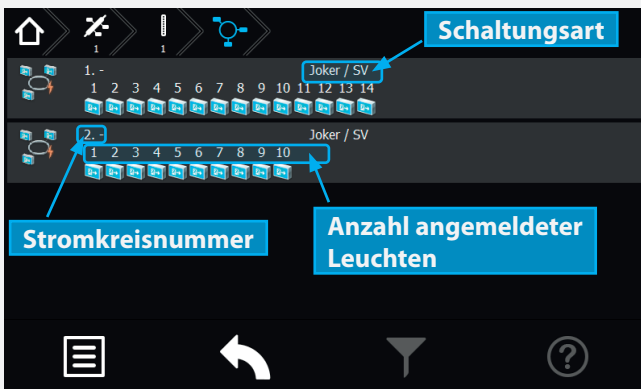 Schaltungsart
1
1
1. -
Joker / SV
1 2 3 4 5 6 7 8 9 10 11 12 13 14
2. -
Joker / SV
1 2 3 4 5 6 7 8 9 10
Stromkreisnummer
Anzahl angemeldeter
Leuchten
?